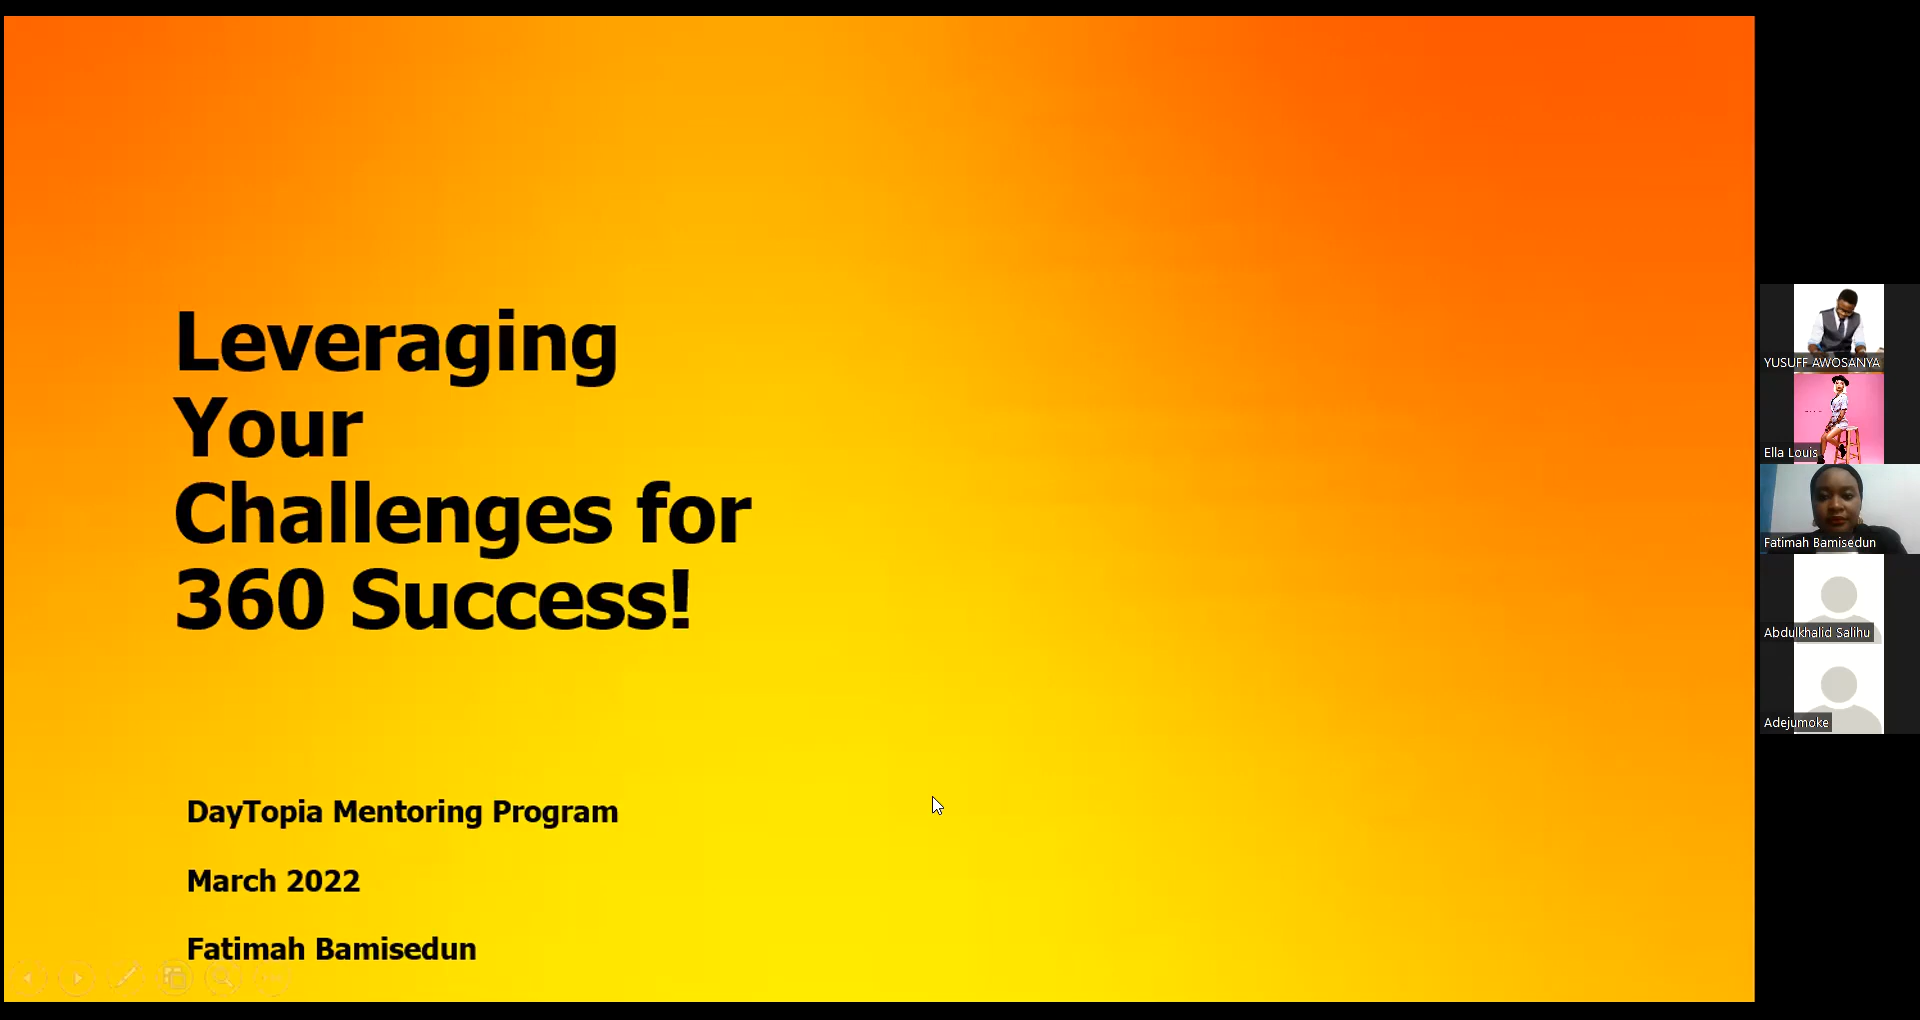 Leveraging
Your
Challenges for
360 Success!
DayTopia Mentoring Program
March 2022
Fatimah Bamisedun
YUSUFF AWOSANYA
Ella Louis
Fatimah Bamisedun
Abdulkhalid Salihu
Adejumoke